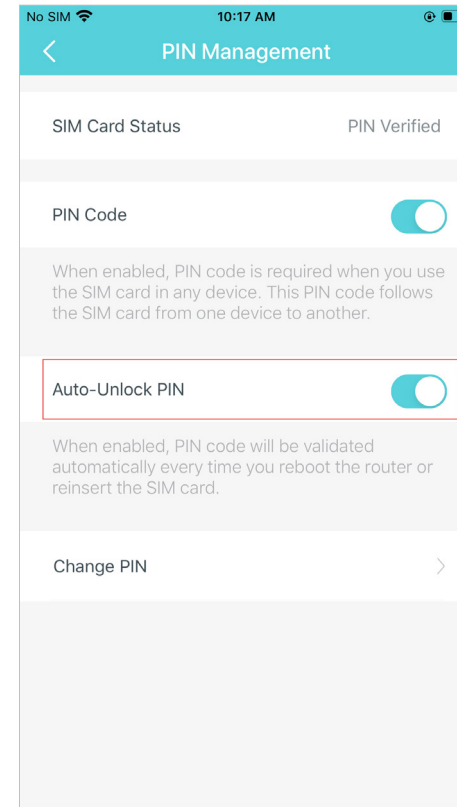 No SIM 10:17 AM
PIN Management
SIM Card Status PIN Verified
PIN Code
When enabled, PIN code is required when you use
the SIM card in any device. This PIN code follows
the SIM card from one device to another.
Auto-Unlock PIN
When enabled, PIN code will be validated
automatically every time you reboot the router or
reinsert the SIM card.
Change PIN